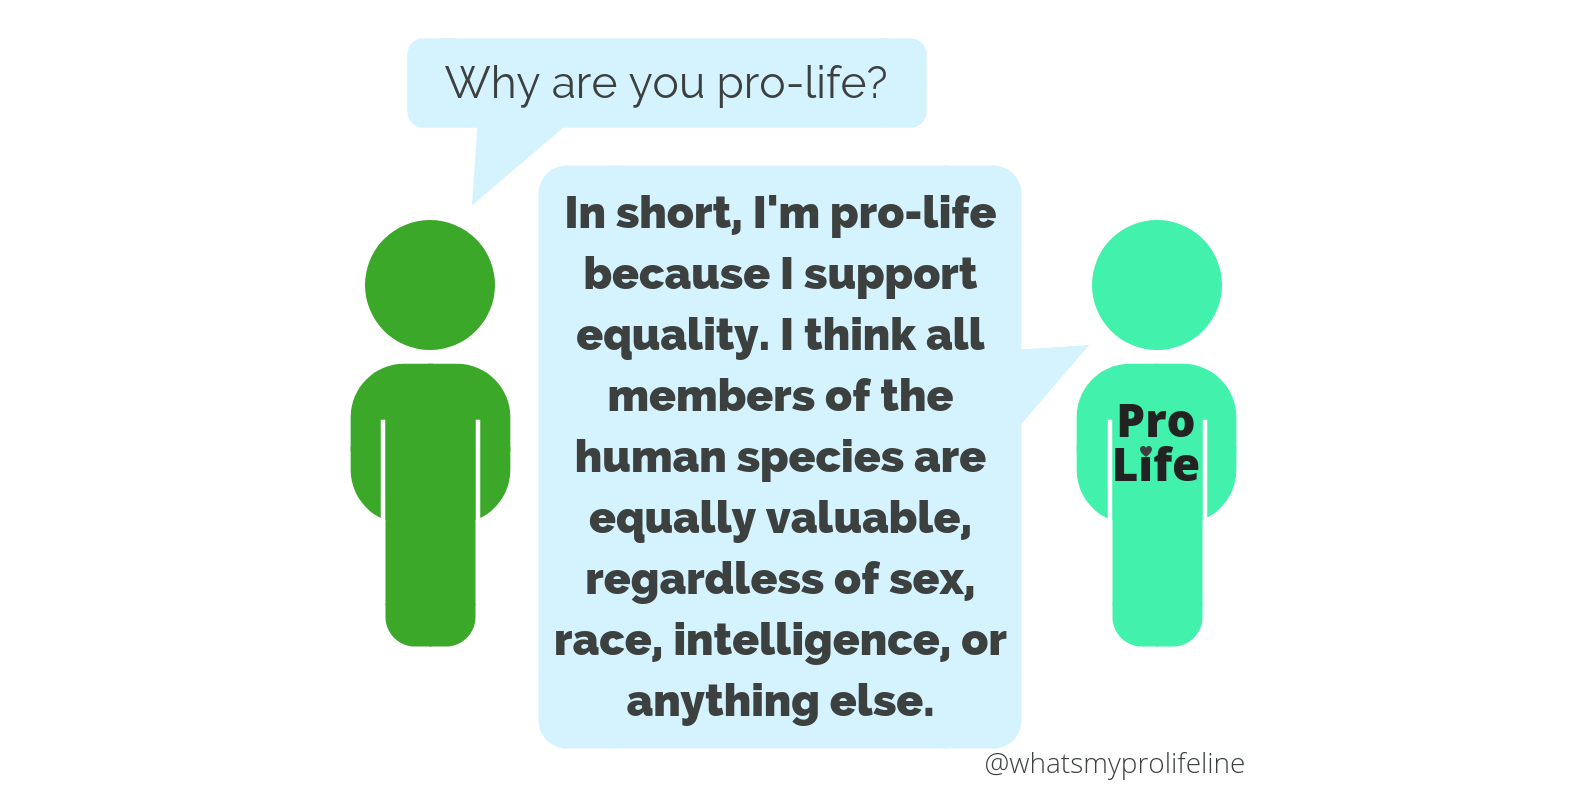 Why are you pro-life?
In short, I'm pro-life
because I support
equality. I think all
members of the
human species are
equally valuable,
regardless of sex,
race, intelligence, or
anything else.
Pro
Life
@whatsmyprolifeline